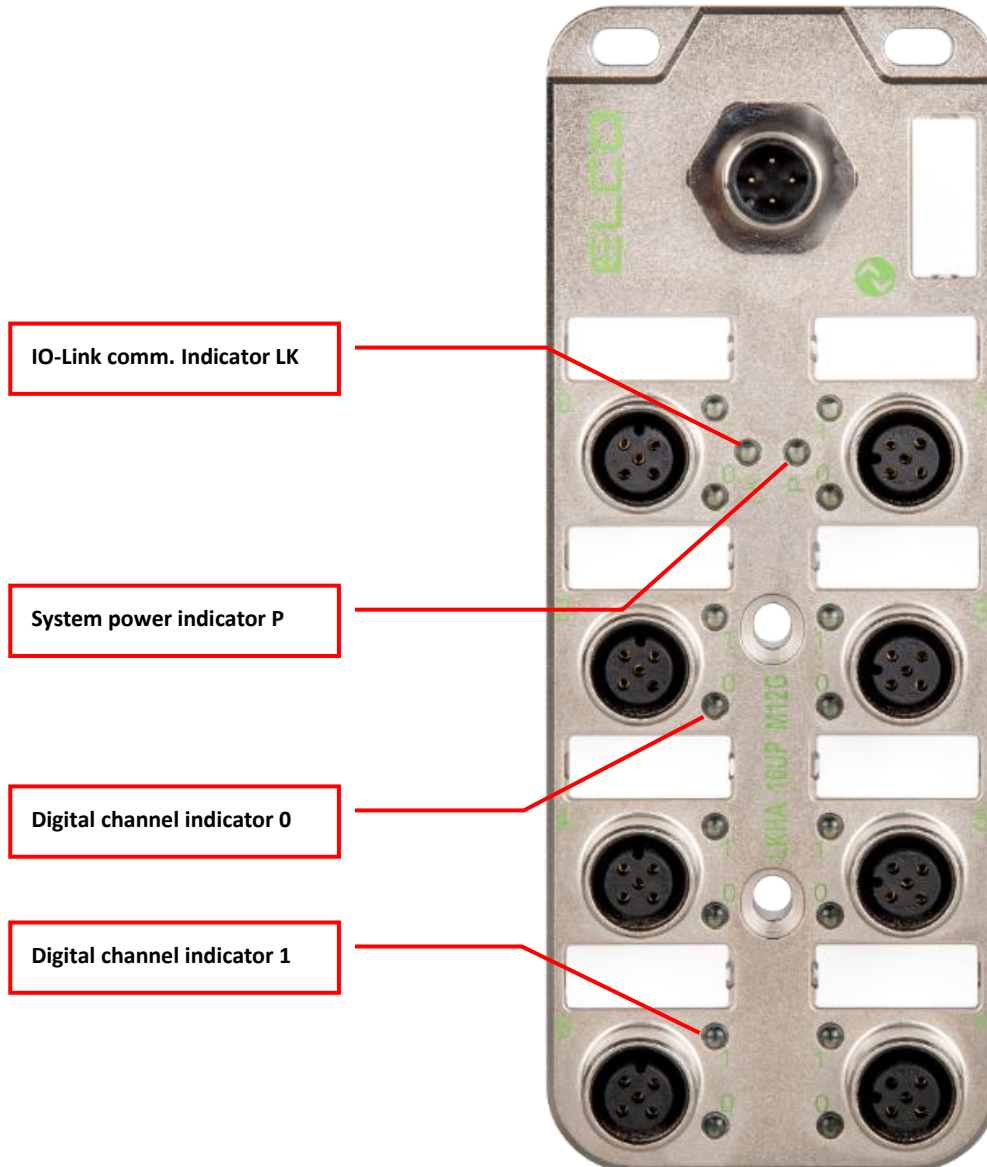 ELCO
IO-Link comm. Indicator LK
1
1
0
0
LK
P
System power indicator P
1
1
0
0
LKHA 16UP M12G
Digital channel indicator 0
1
1
0
0
Digital channel indicator 1
1
1
0
0